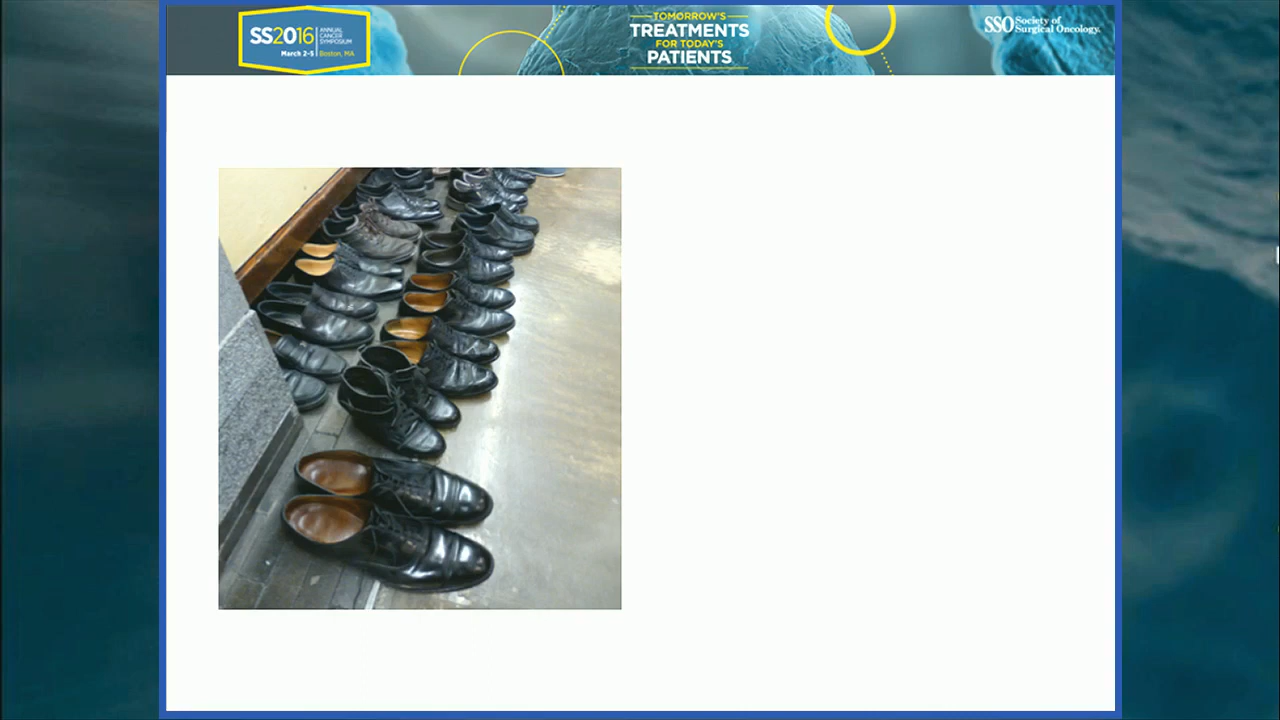 SS2016
ANNUAL
CANCER
SYMPOSIUM
March 2-5 Boston, MA
TOMORROW'S
TREATMENTS
FOR TODAY'S
PATIENTS
SSO Society of
Surgical Oncology.